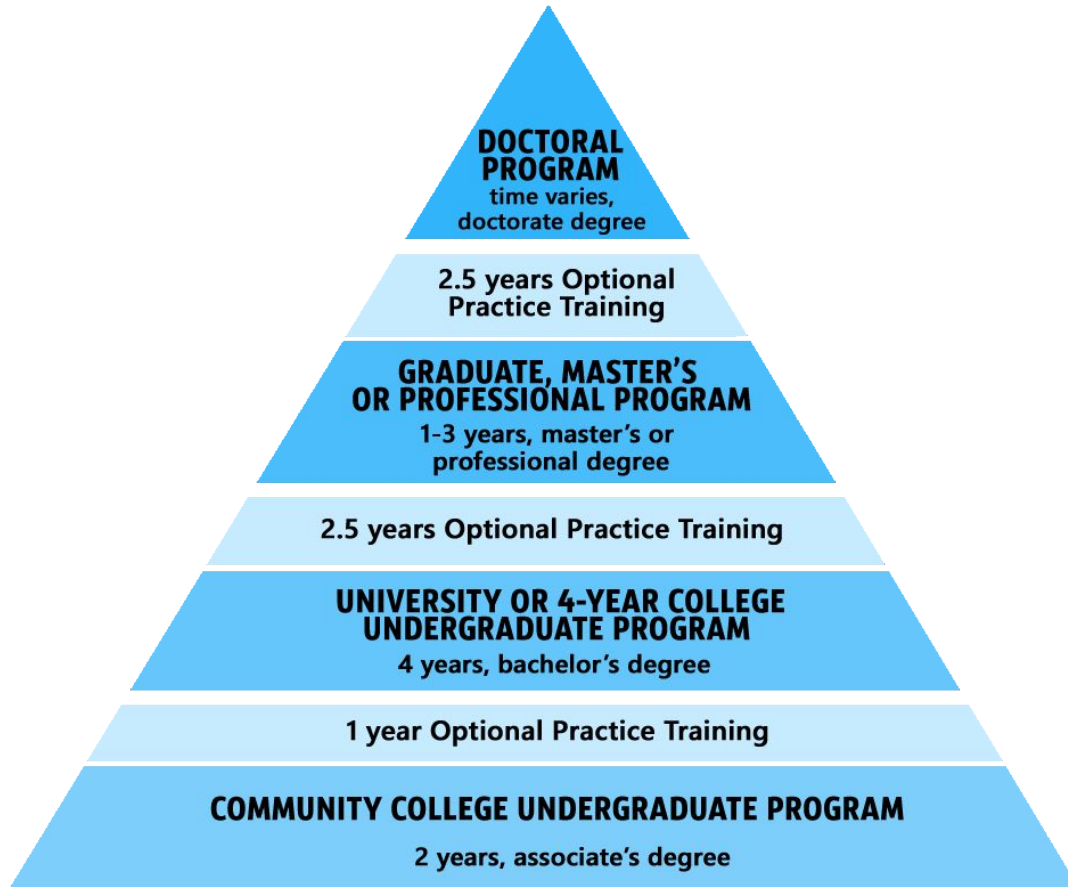 DOCTORAL
PROGRAM
time varies,
doctorate degree
2.5 years Optional
Practice Training
GRADUATE, MASTER'S
OR PROFESSIONAL PROGRAM
1-3 years, master's or
professional degree
2.5 years Optional Practice Training
UNIVERSITY OR 4-YEAR COLLEGE
UNDERGRADUATE PROGRAM
4 years, bachelor's degree
1 year Optional Practice Training
COMMUNITY COLLEGE UNDERGRADUATE PROGRAM
2 years, associate's degree